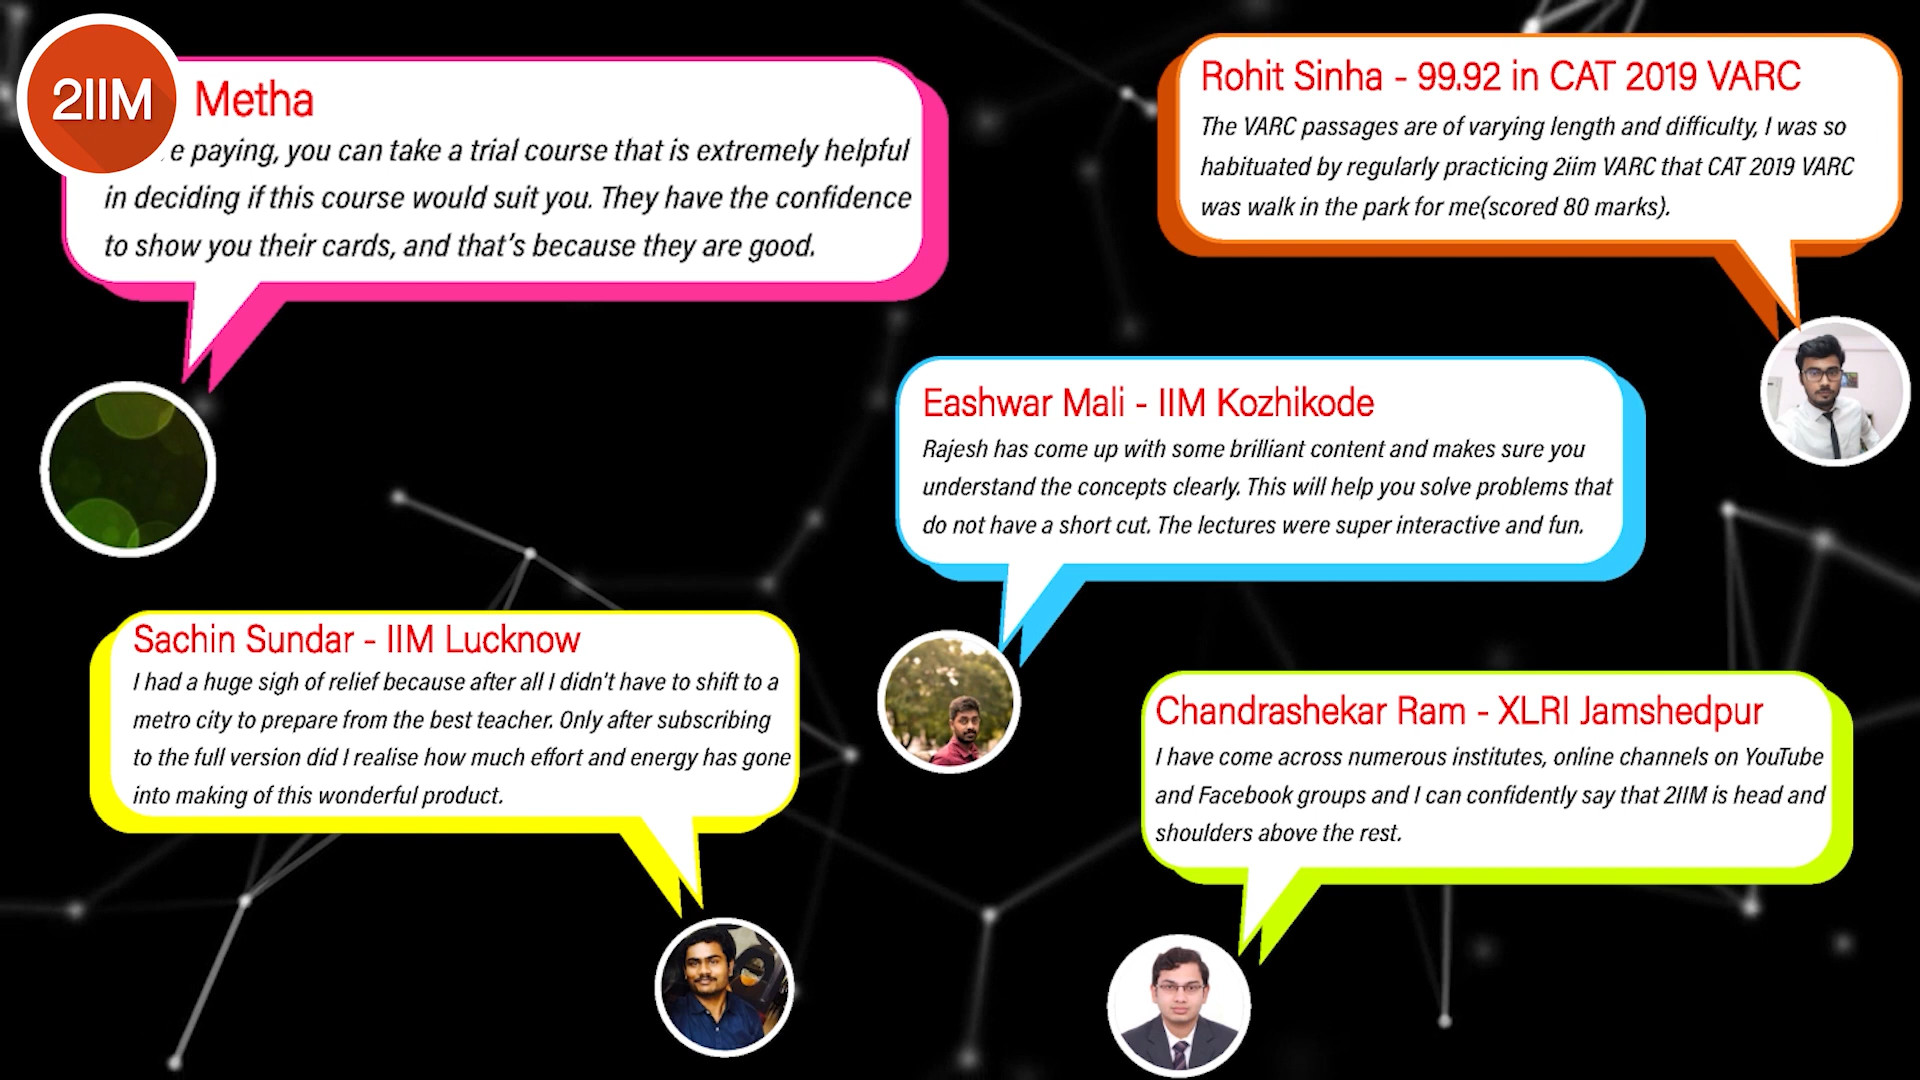 2IIM
Metha
e paying, you can take a trial course that is extremely helpful
in deciding if this course would suit you. They have the confidence
to show you their cards, and that's because they are good.
Rohit Sinha - 99.92 in CAT 2019 VARC
The VARC passages are of varying length and difficulty, I was so
habituated by regularly practicing 2iim VARC that CAT 2019 VARC
was walk in the park for me(scored 80 marks).
Eashwar Mali - IIM Kozhikode
Rajesh has come up with some brilliant content and makes sure you
understand the concepts clearly. This will help you solve problems that
do not have a short cut. The lectures were super interactive and fun.
Sachin Sundar - IIM Lucknow
I had a huge sigh of relief because after all I didn't have to shift to a
metro city to prepare from the best teacher. Only after subscribing
to the full version did I realise how much effort and energy has gone
into making of this wonderful product.
Chandrashekar Ram - XLRI Jamshedpur
I have come across numerous institutes, online channels on YouTube
and Facebook groups and I can confidently say that 2IIM is head and
shoulders above the rest.